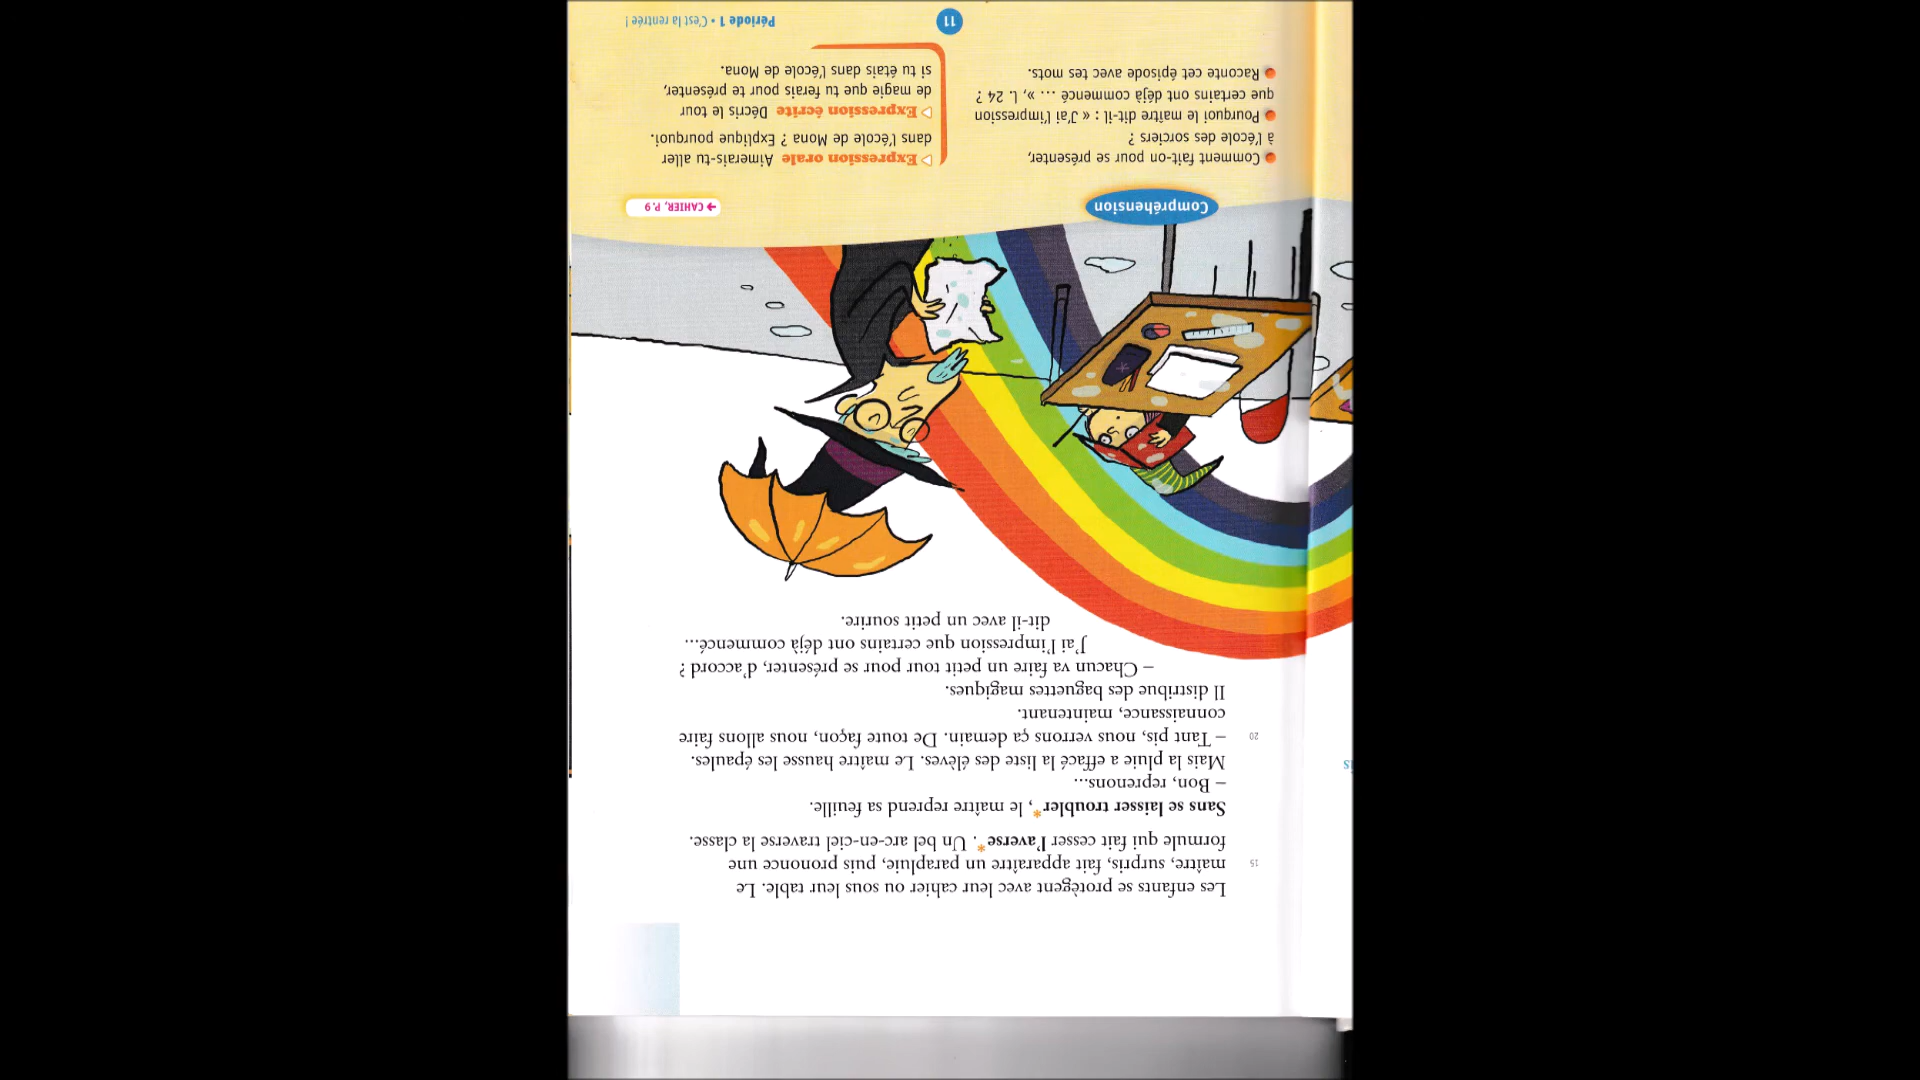 Les enfants se protègent avec leur cahier ou sous leur table. Le
15 maître, surpris, fait apparaître un parapluie, puis prononce une
formule qui fait cesser l'averse*. Un bel arc-en-ciel traverse la classe.
Sans se laisser troubler*, le maître reprend sa feuille.
– Bon, reprenons...
Mais la pluie a effacé la liste des élèves. Le maître hausse les épaules.
20 – Tant pis, nous verrons ça demain. De toute façon, nous allons faire
connaissance, maintenant.
Il distribue des baguettes magiques.
– Chacun va faire un petit tour pour se présenter, d'accord ?
J'ai l'impression que certains ont déjà commencé...
dit-il avec un petit sourire.
is
Compréhension
➔ CAHIER, P. 9
● Comment fait-on pour se présenter,
à l'école des sorciers ?
● Pourquoi le maître dit-il : « J'ai l'impression
que certains ont déjà commencé … », l. 24 ?
● Raconte cet épisode avec tes mots.
▷ Expression orale Aimerais-tu aller
dans l'école de Mona ? Explique pourquoi.
▷ Expression écrite Décris le tour
de magie que tu ferais pour te présenter,
si tu étais dans l'école de Mona.
11
Période 1 • C'est la rentrée !